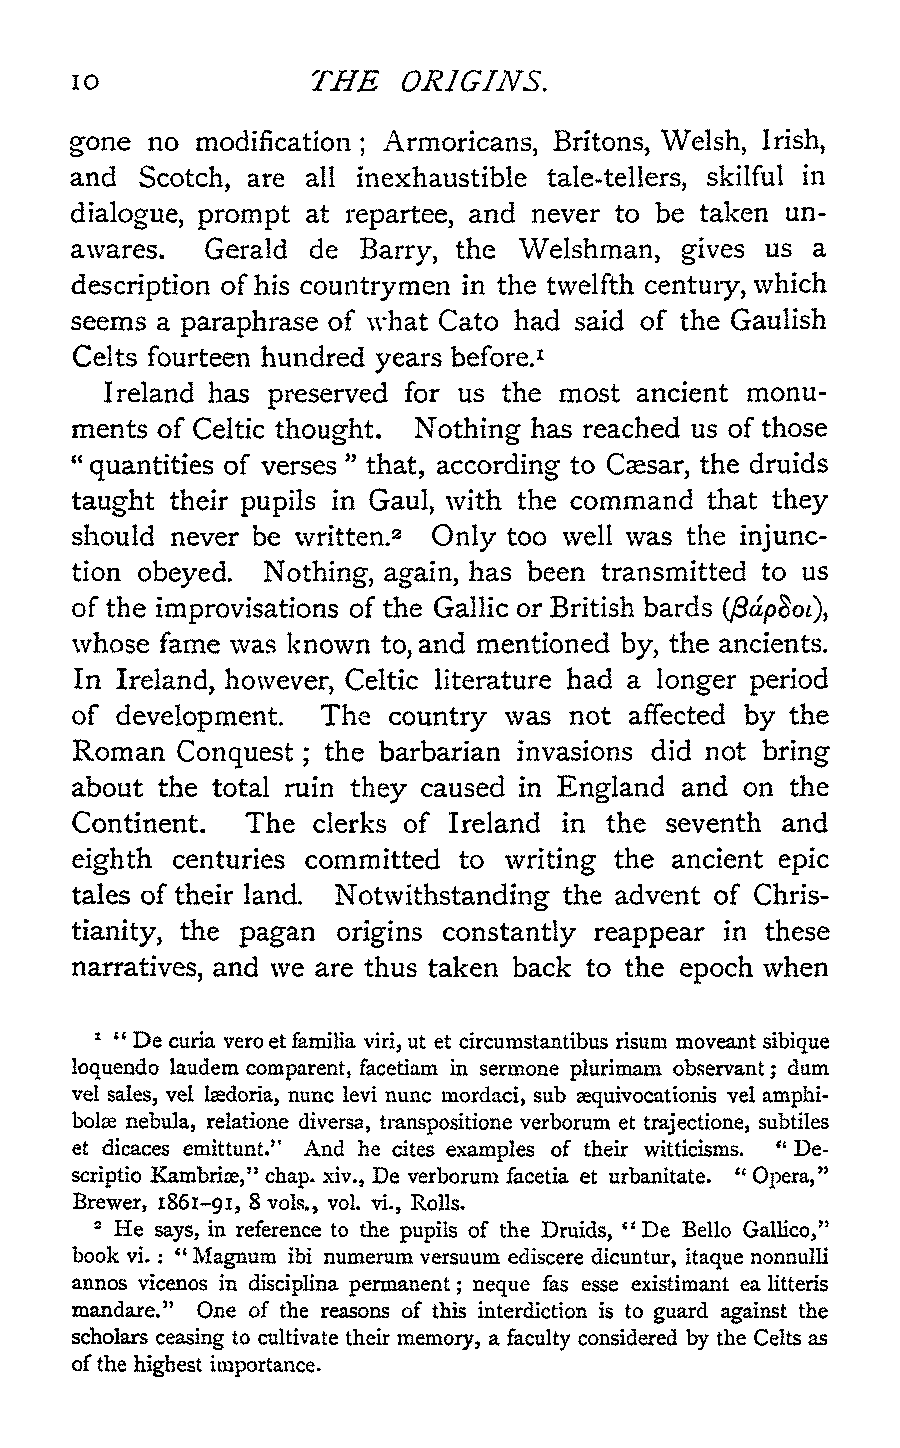 10 THE ORIGINS.
gone no modification ; Armoricans, Britons, Welsh, Irish,
and Scotch, are all inexhaustible tale-tellers, skilful in
dialogue, prompt at repartee, and never to be taken un-
awares. Gerald de Barry, the Welshman, gives us a
description of his countrymen in the twelfth century, which
seems a paraphrase of what Cato had said of the Gaulish
Celts fourteen hundred years before.¹
Ireland has preserved for us the most ancient monu-
ments of Celtic thought. Nothing has reached us of those
“ quantities of verses ” that, according to Cæsar, the druids
taught their pupils in Gaul, with the command that they
should never be written.² Only too well was the injunc-
tion obeyed. Nothing, again, has been transmitted to us
of the improvisations of the Gallic or British bards (βάρδοι),
whose fame was known to, and mentioned by, the ancients.
In Ireland, however, Celtic literature had a longer period
of development. The country was not affected by the
Roman Conquest ; the barbarian invasions did not bring
about the total ruin they caused in England and on the
Continent. The clerks of Ireland in the seventh and
eighth centuries committed to writing the ancient epic
tales of their land. Notwithstanding the advent of Chris-
tianity, the pagan origins constantly reappear in these
narratives, and we are thus taken back to the epoch when
¹ “ De curia vero et familia viri, ut et circumstantibus risum moveant sibique
loquendo laudem comparent, facetiam in sermone plurimam observant ; dum
vel sales, vel lædoria, nunc levi nunc mordaci, sub æquivocationis vel amphi-
bolæ nebula, relatione diversa, transpositione verborum et trajectione, subtiles
et dicaces emittunt.” And he cites examples of their witticisms. “ De-
scriptio Kambriæ,” chap. xiv., De verborum facetia et urbanitate. “ Opera,”
Brewer, 1861–91, 8 vols., vol. vi., Rolls.
² He says, in reference to the pupils of the Druids, “ De Bello Gallico,”
book vi. : “ Magnum ibi numerum versuum ediscere dicuntur, itaque nonnulli
annos vicenos in disciplina permanent ; neque fas esse existimant ea litteris
mandare.” One of the reasons of this interdiction is to guard against the
scholars ceasing to cultivate their memory, a faculty considered by the Celts as
of the highest importance.